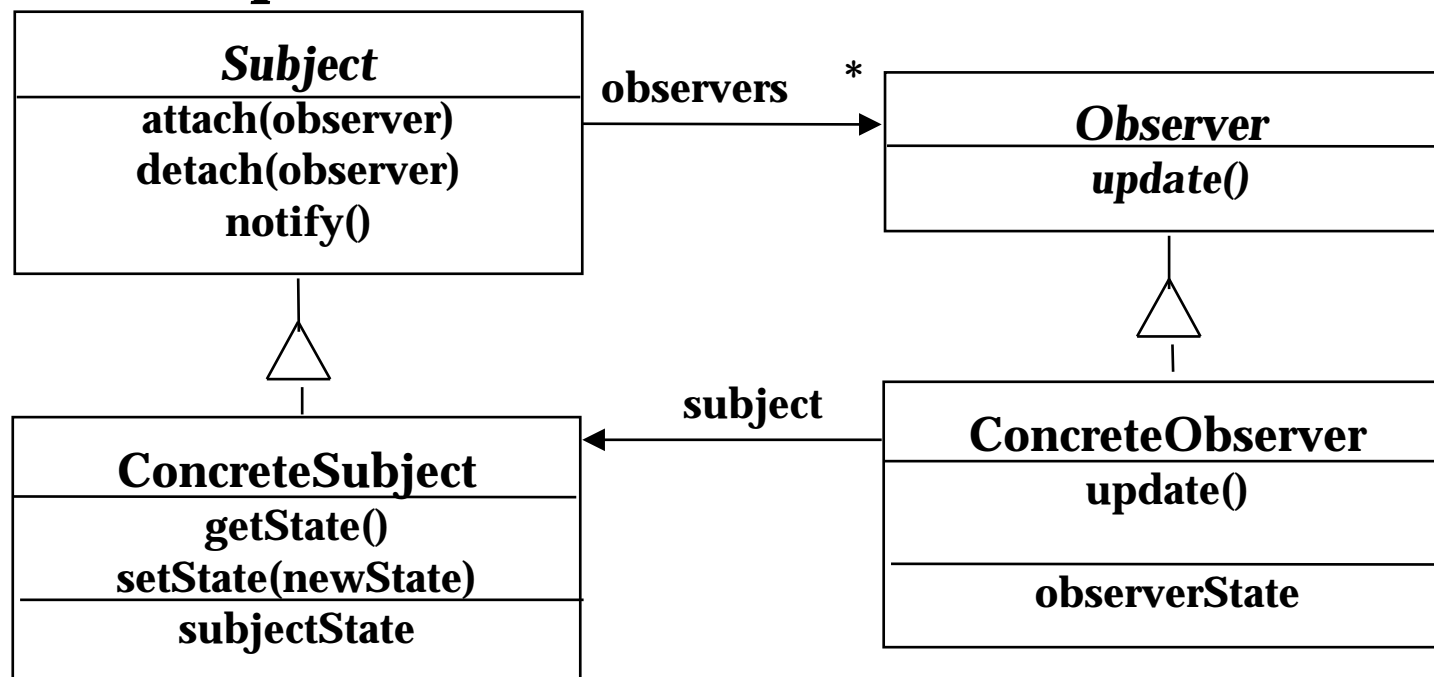 Subject
attach(observer)
detach(observer)
notify()
observers
*
Observer
update()
ConcreteSubject
getState()
setState(newState)
subjectState
subject
ConcreteObserver
update()
observerState